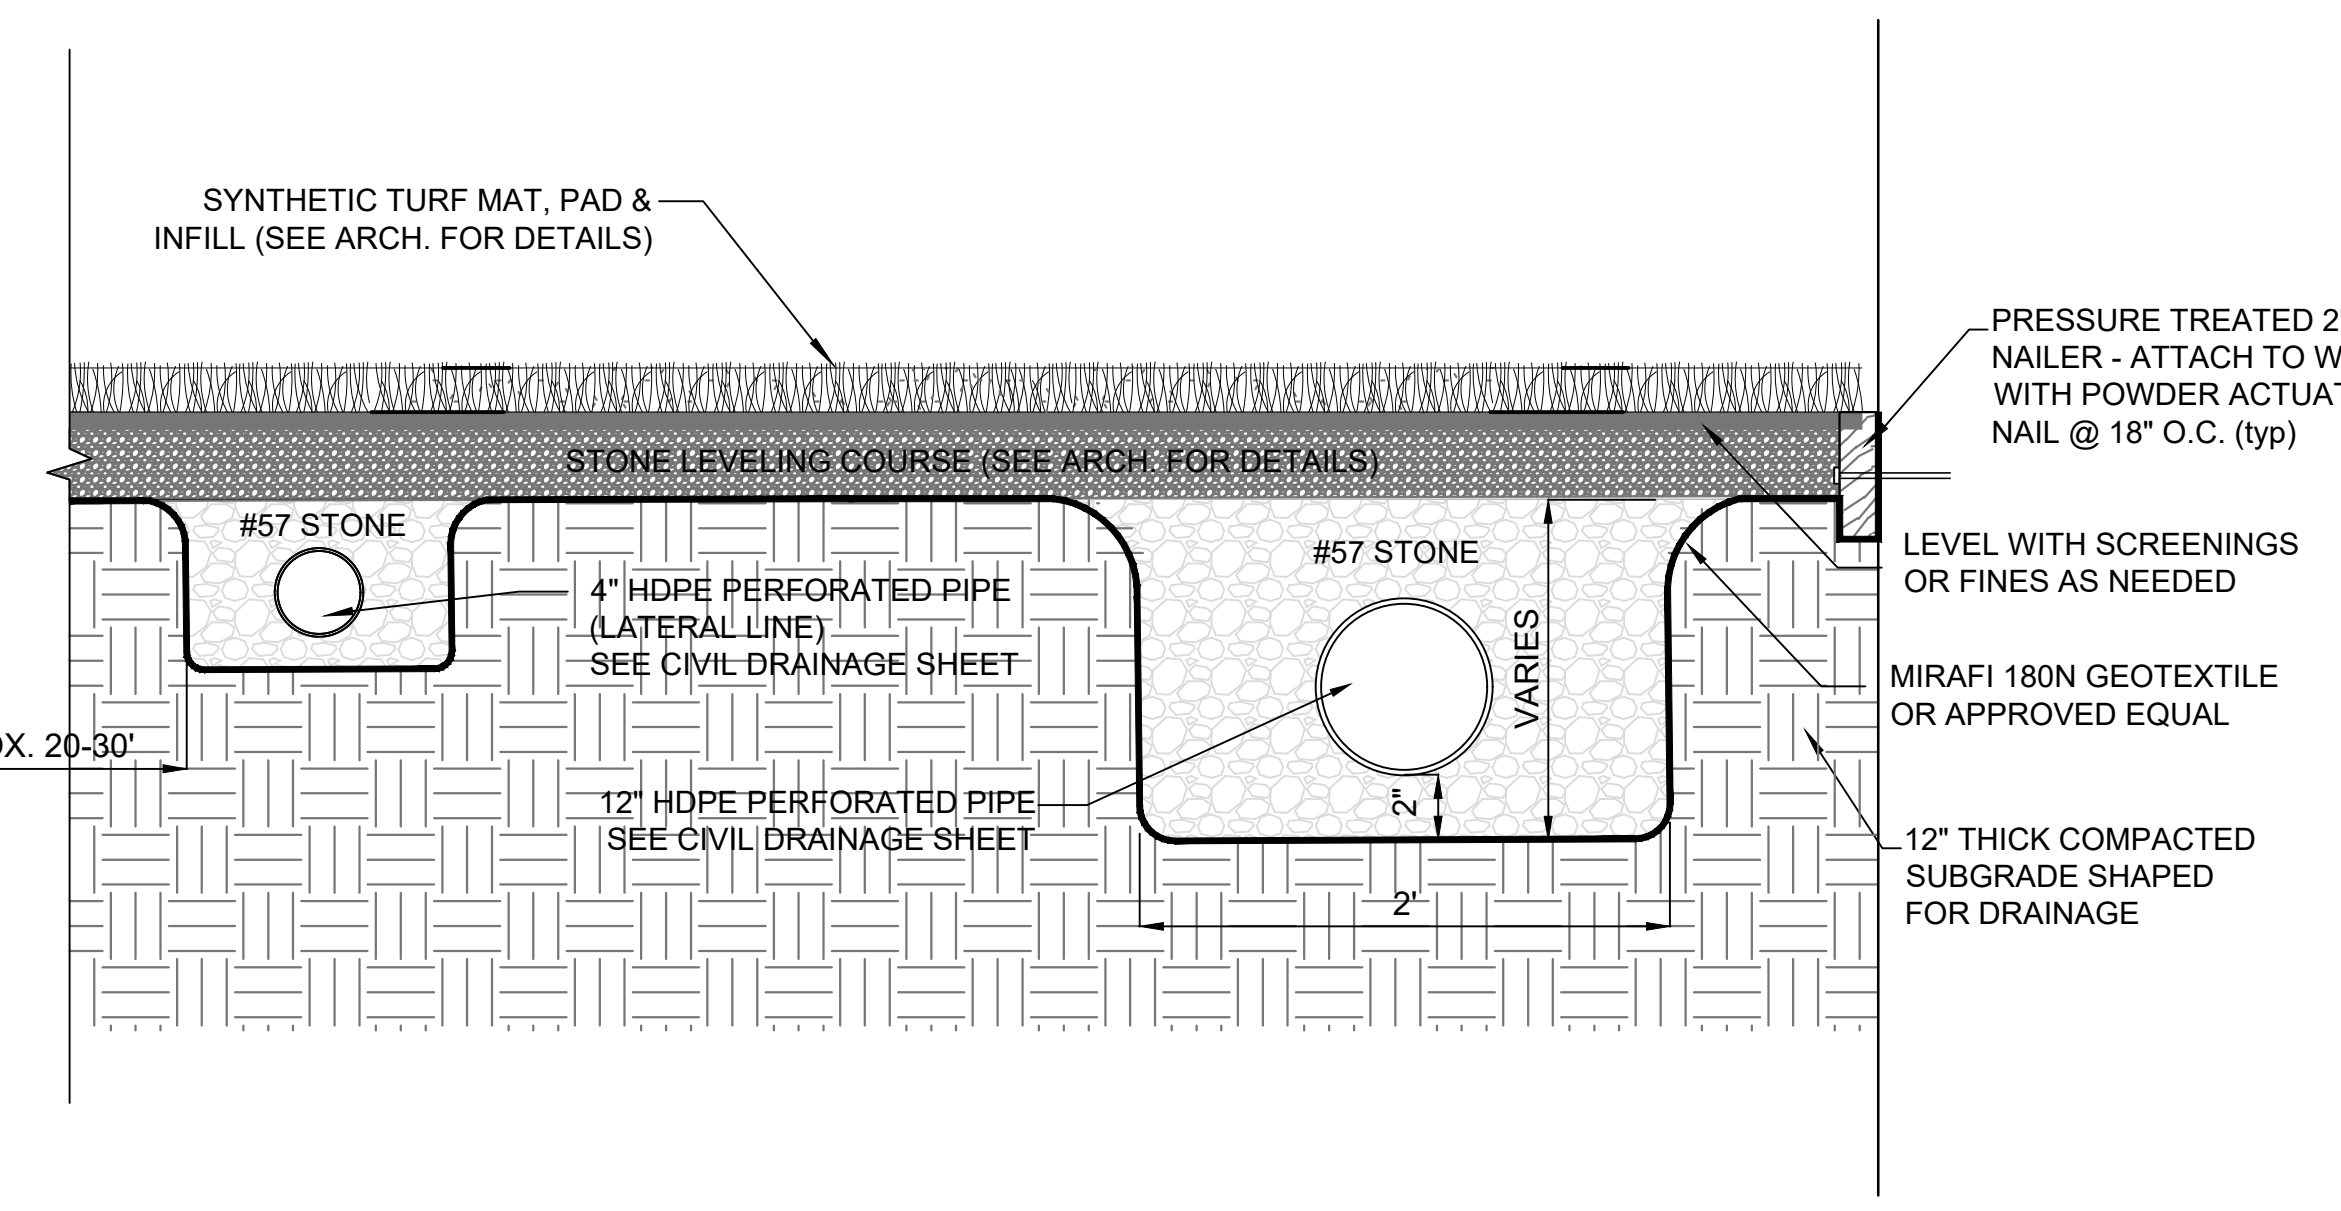 SYNTHETIC TURF MAT, PAD &
INFILL (SEE ARCH. FOR DETAILS)
PRESSURE TREATED 2"
NAILER - ATTACH TO
WITH POWDER
NAIL @ 18" O.C. (typ)
STONE LEVELING COURSE (SEE ARCH. FOR DETAILS)
#57 STONE
#57 STONE
4" HDPE PERFORATED PIPE
(LATERAL LINE)
SEE CIVIL DRAINAGE SHEET
VARIES
LEVEL WITH SCREENINGS
OR FINES AS NEEDED
MIRAFI 180N GEOTEXTILE
OR APPROVED EQUAL
20-30'
12" HDPE PERFORATED PIPE
SEE CIVIL DRAINAGE SHEET
2"
2'
12" THICK COMPACTED
SUBGRADE SHAPED
FOR DRAINAGE